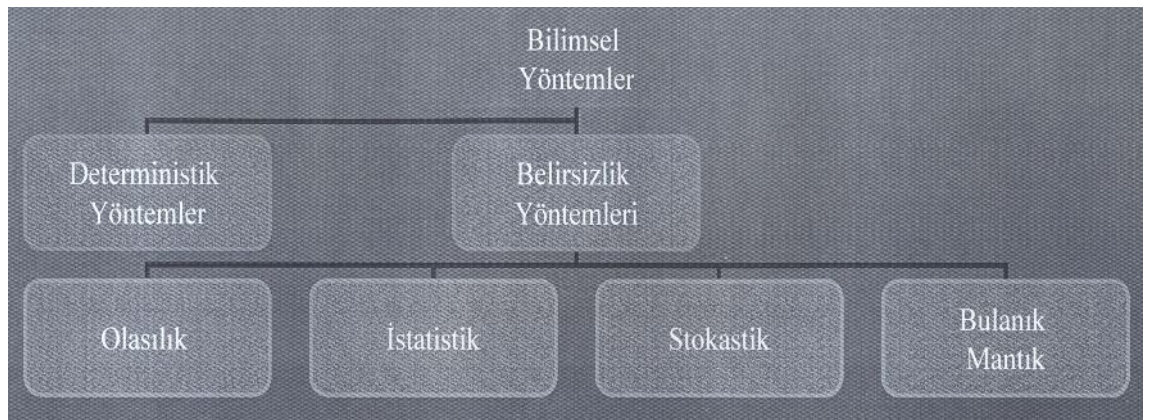 Bilimsel
Yöntemler
Deterministik
Yöntemler
Belirsizlik
Yöntemleri
Olasılık
İstatistik
Stokastik
Bulanık
Mantık